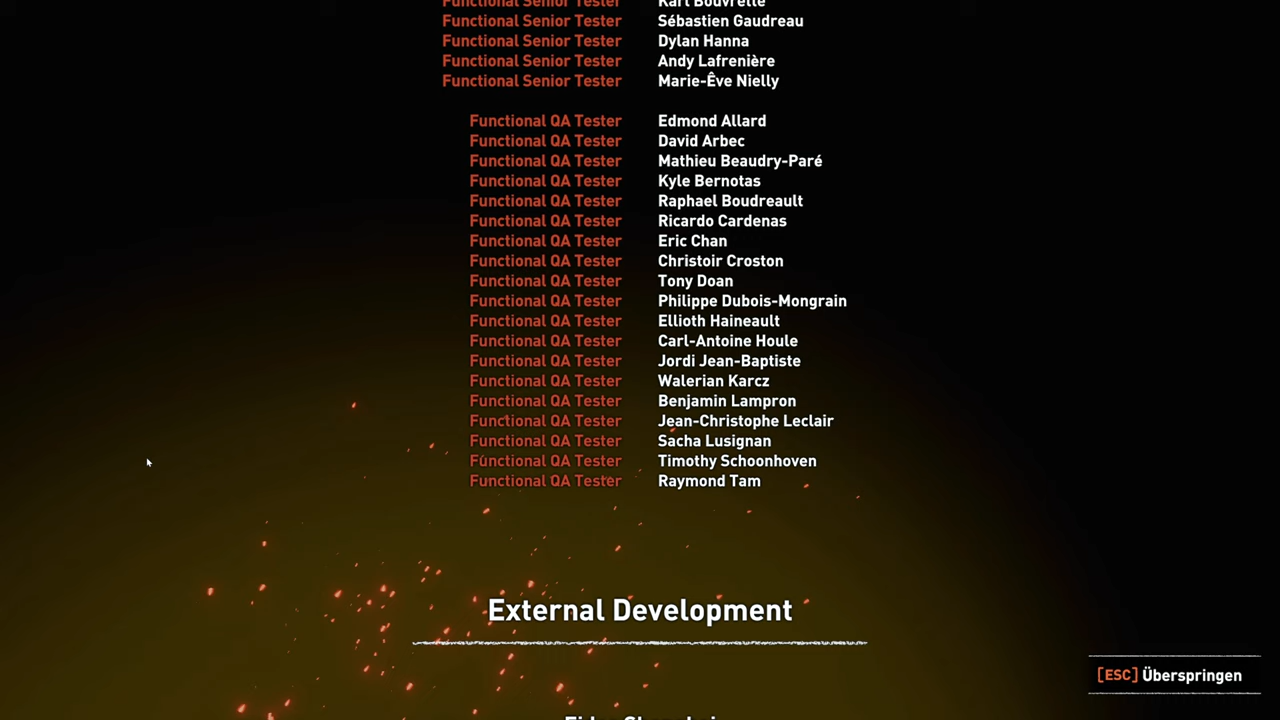 Functional Senior Tester Karl Bouvrette
Functional Senior Tester Sébastien Gaudreau
Functional Senior Tester Dylan Hanna
Functional Senior Tester Andy Lafrenière
Functional Senior Tester Marie-Êve Nielly
Functional QA Tester Edmond Allard
Functional QA Tester David Arbec
Functional QA Tester Mathieu Beaudry-Paré
Functional QA Tester Kyle Bernotas
Functional QA Tester Raphael Boudreault
Functional QA Tester Ricardo Cardenas
Functional QA Tester Eric Chan
Functional QA Tester Christoir Croston
Functional QA Tester Tony Doan
Functional QA Tester Philippe Dubois-Mongrain
Functional QA Tester Ellioth Haineault
Functional QA Tester Carl-Antoine Houle
Functional QA Tester Jordi Jean-Baptiste
Functional QA Tester Walerian Karcz
Functional QA Tester Benjamin Lampron
Functional QA Tester Jean-Christophe Leclair
Functional QA Tester Sacha Lusignan
Functional QA Tester Timothy Schoonhoven
Functional QA Tester Raymond Tam
External Development
[ESC] Überspringen